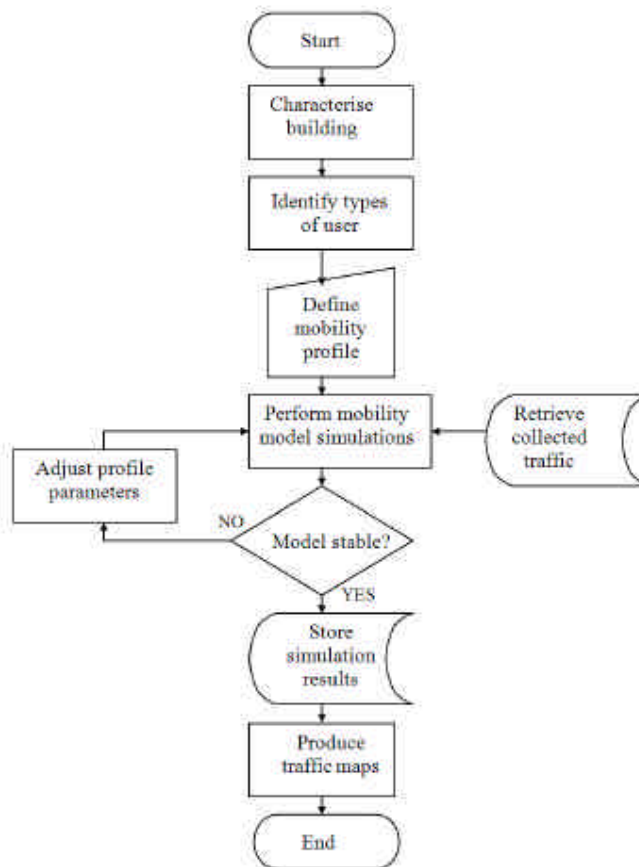 Start
Characterise
building
Identify types
of user
Define
mobility
profile
Perform mobility
model simulations
Retrieve
collected
traffic
Adjust profile
parameters
NO
Model stable?
YES
Store
simulation
results
Produce
traffic maps
End